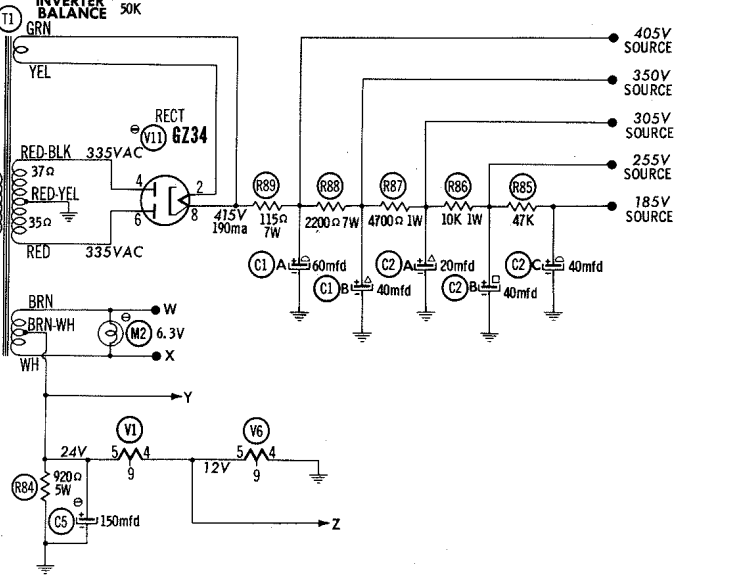 INVERTER
BALANCE 50K
T1
GRN
YEL
405V
SOURCE
350V
SOURCE
305V
SOURCE
255V
SOURCE
185V
SOURCE
RECT
V11 GZ34
RED-BLK 335VAC
37Ω
RED-YEL
35Ω
RED 335VAC
4
6
2
8
415V
190ma
R89
115Ω
7W
R88
2200Ω 7W
R87
4700Ω 1W
R86
10K 1W
R85
47K
C1 A + 60mfd
C1 B + 40mfd
C2 A + 20mfd
C2 B + 40mfd
C2 C + 40mfd
BRN
BRN-WH
WH
W
M2 6.3V
X
Y
24V
V1
5 4
9
12V
V6
5 4
9
R84
920Ω
5W
C5 + 150mfd
Z